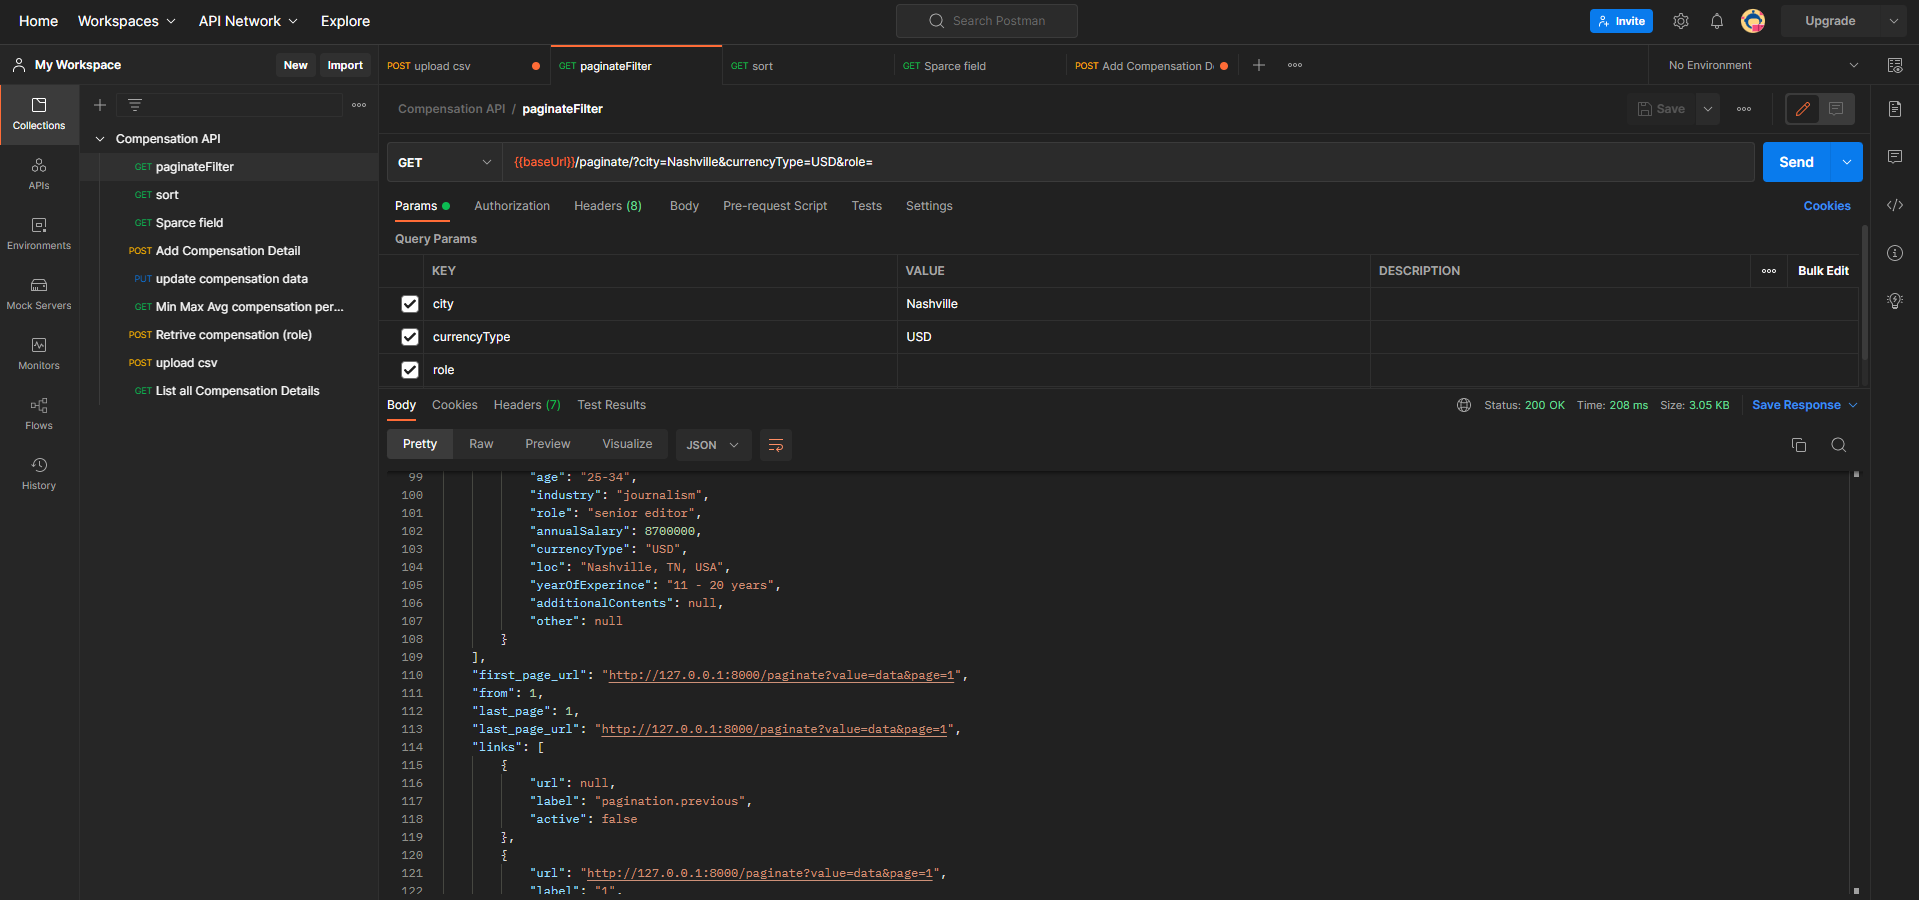 Home Workspaces API Network Explore Search Postman Invite Upgrade
My Workspace New Import
POST upload csv GET paginateFilter GET sort GET Sparce field POST Add Compensation D No Environment
Collections
APIs
Environments
Mock Servers
Monitors
Flows
History
Compensation API
GET paginateFilter
GET sort
GET Sparce field
POST Add Compensation Detail
PUT update compensation data
GET Min Max Avg compensation per...
POST Retrive compensation (role)
POST upload csv
GET List all Compensation Details
Compensation API / paginateFilter Save
GET {{baseUrl}}/paginate/?city=Nashville&currencyType=USD&role= Send
Params Authorization Headers (8) Body Pre-request Script Tests Settings Cookies
Query Params
KEY VALUE DESCRIPTION Bulk Edit
city Nashville
currencyType USD
role
Body Cookies Headers (7) Test Results Status: 200 OK Time: 208 ms Size: 3.05 KB Save Response
Pretty Raw Preview Visualize JSON
99 "age": "25-34",
100 "industry": "journalism",
101 "role": "senior editor",
102 "annualSalary": 8700000,
103 "currencyType": "USD",
104 "loc": "Nashville, TN, USA",
105 "yearOfExperince": "11 - 20 years",
106 "additionalContents": null,
107 "other": null
108 }
109 ],
110 "first_page_url": "http://127.0.0.1:8000/paginate?value=data&page=1",
111 "from": 1,
112 "last_page": 1,
113 "last_page_url": "http://127.0.0.1:8000/paginate?value=data&page=1",
114 "links": [
115 {
116 "url": null,
117 "label": "pagination.previous",
118 "active": false
119 },
120 {
121 "url": "http://127.0.0.1:8000/paginate?value=data&page=1",
122 "label": "1",